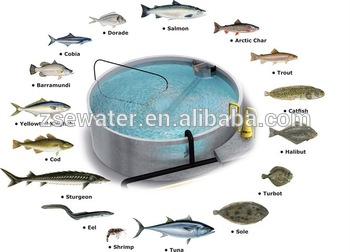 • Salmon
• Dorade
• Arctic Char
• Cobia
• Trout
• Barramundi
• Catfish
• Cod
• Halibut
• Sturgeon
• Turbot
• Eel
• Sole
• Shrimp
• Tuna
zsewater.en.alibaba.com